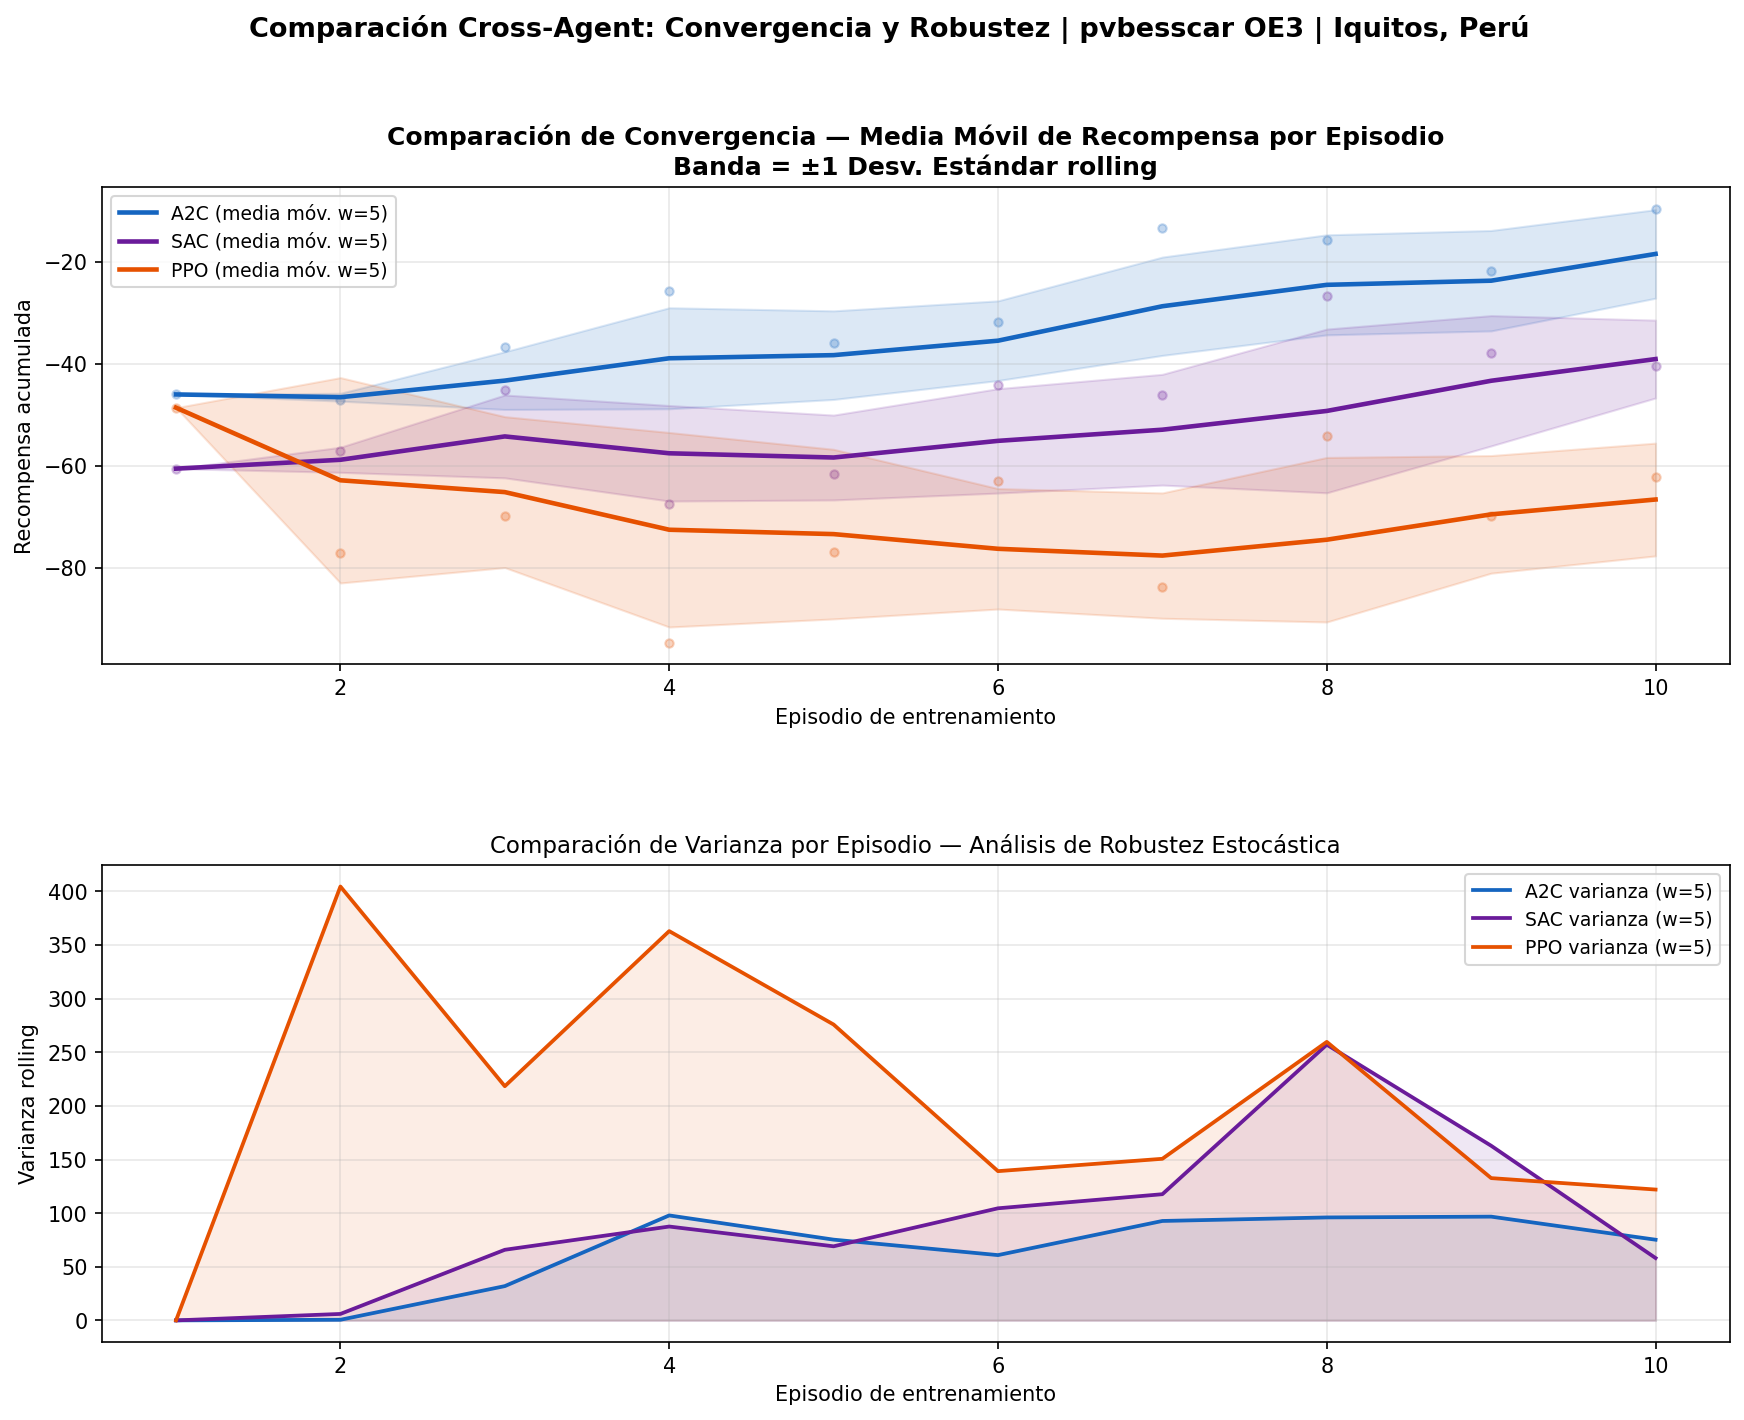 Comparación Cross-Agent: Convergencia y Robustez | pvbesscar OE3 | Iquitos, Perú
Comparación de Convergencia — Media Móvil de Recompensa por Episodio
Banda = ±1 Desv. Estándar rolling
A2C (media móv. w=5)
SAC (media móv. w=5)
PPO (media móv. w=5)
Recompensa acumulada
−20
−40
−60
−80
2 4 6 8 10
Episodio de entrenamiento
Comparación de Varianza por Episodio — Análisis de Robustez Estocástica
A2C varianza (w=5)
SAC varianza (w=5)
PPO varianza (w=5)
Varianza rolling
400
350
300
250
200
150
100
50
0
2 4 6 8 10
Episodio de entrenamiento